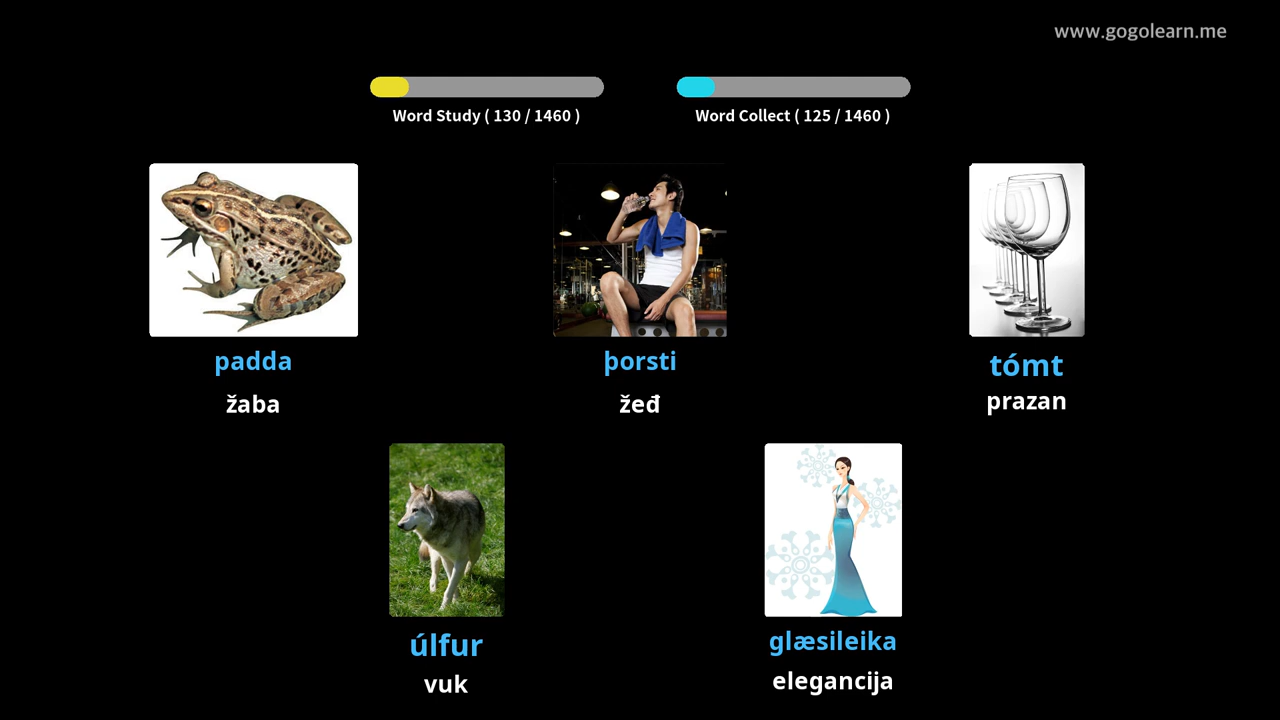 www.gogolearn.me
Word Study ( 130 / 1460 )
Word Collect ( 125 / 1460 )
padda
žaba
þorsti
žeđ
tómt
prazan
úlfur
vuk
glæsileika
elegancija